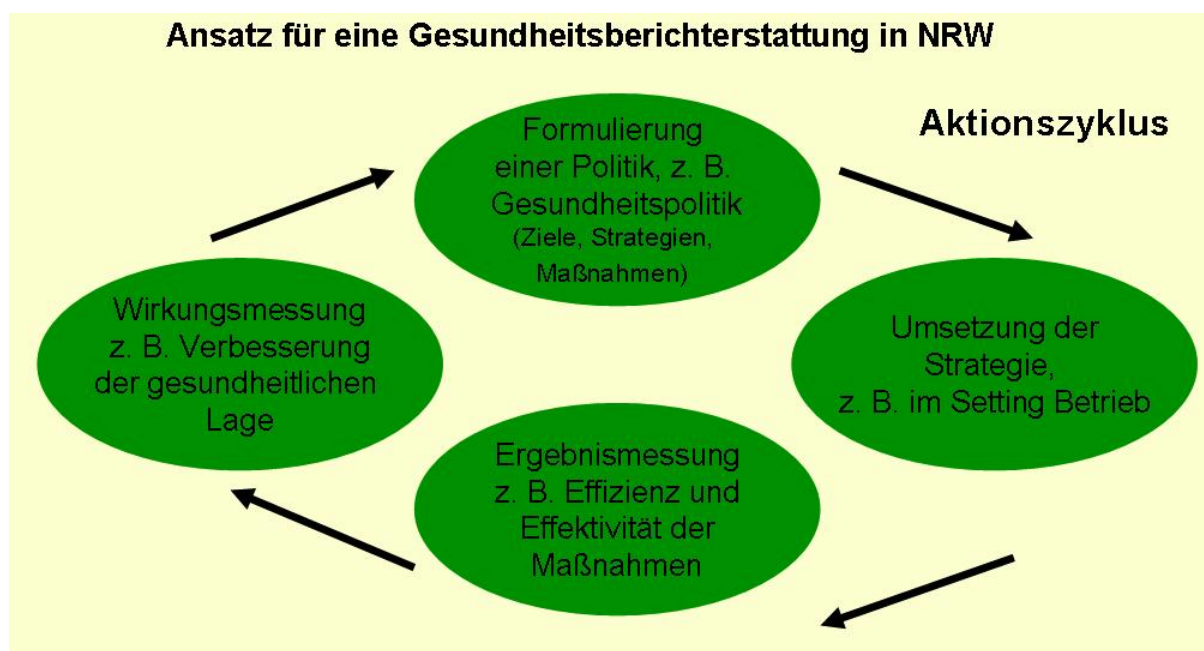 Ansatz für eine Gesundheitsberichterstattung in NRW
Aktionszyklus
Formulierung
einer Politik, z. B.
Gesundheitspolitik
(Ziele, Strategien,
Maßnahmen)
Umsetzung der
Strategie,
z. B. im Setting Betrieb
Ergebnismessung
z. B. Effizienz und
Effektivität der
Maßnahmen
Wirkungsmessung
z. B. Verbesserung
der gesundheitlichen
Lage